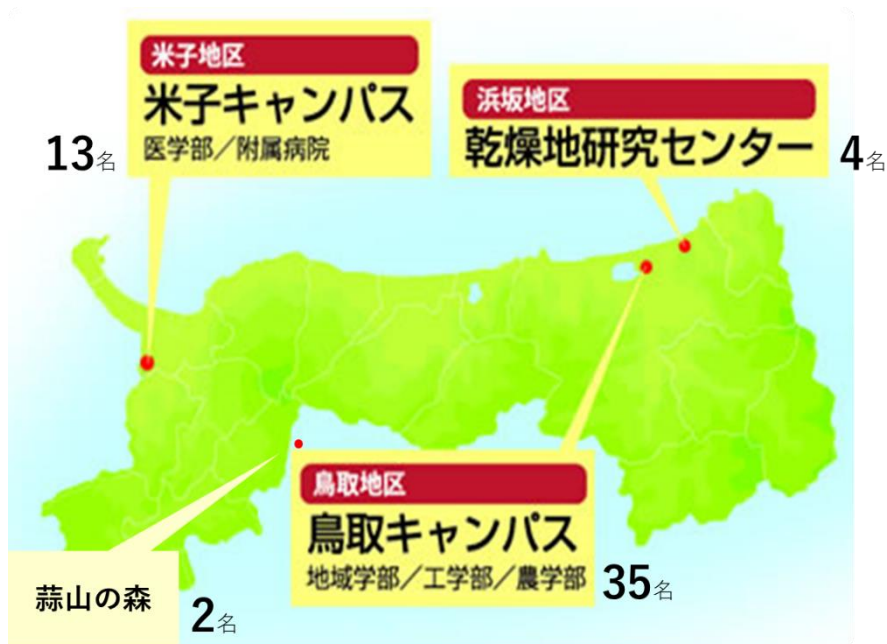 米子地区
米子キャンパス
医学部／附属病院
13名
浜坂地区
乾燥地研究センター
4名
鳥取地区
鳥取キャンパス
地域学部／工学部／農学部
35名
蒜山の森
2名